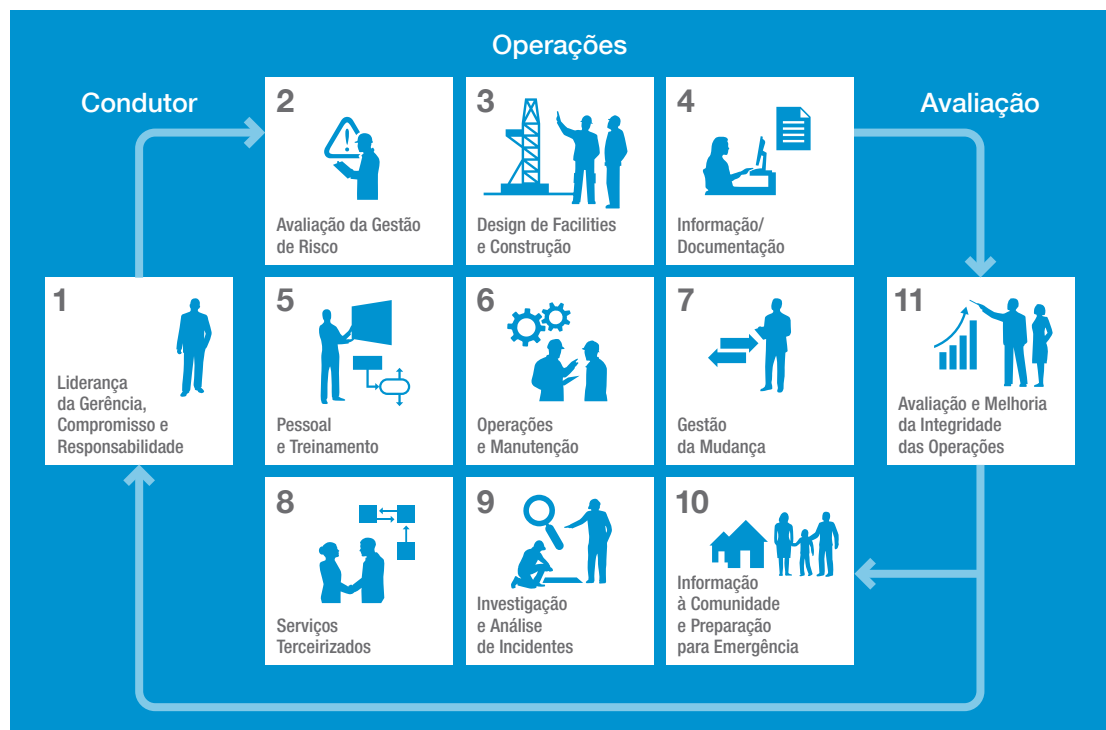 Operações
Condutor
Avaliação
2
Avaliação da Gestão
de Risco
3
Design de Facilities
e Construção
4
Informação/
Documentação
1
Liderança
da Gerência,
Compromisso e
Responsabilidade
5
Pessoal
e Treinamento
6
Operações
e Manutenção
7
Gestão
da Mudança
11
Avaliação e Melhoria
da Integridade
das Operações
8
Serviços
Terceirizados
9
Investigação
e Análise
de Incidentes
10
Informação
à Comunidade
e Preparação
para Emergência